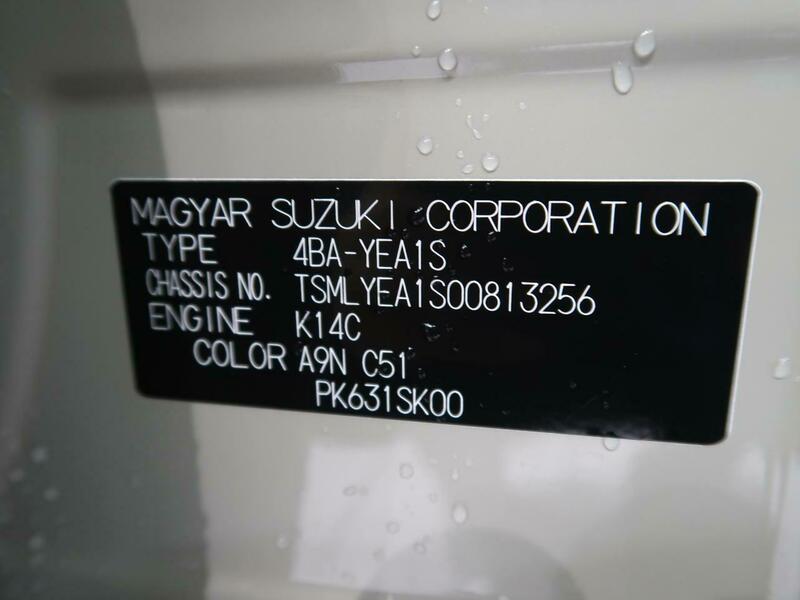 MAGYAR SUZUKI CORPORATION
TYPE 4BA-YEA1S
CHASSIS NO. TSMLYEA1S00813256
ENGINE K14C
COLOR A9N C51
PK631SK00